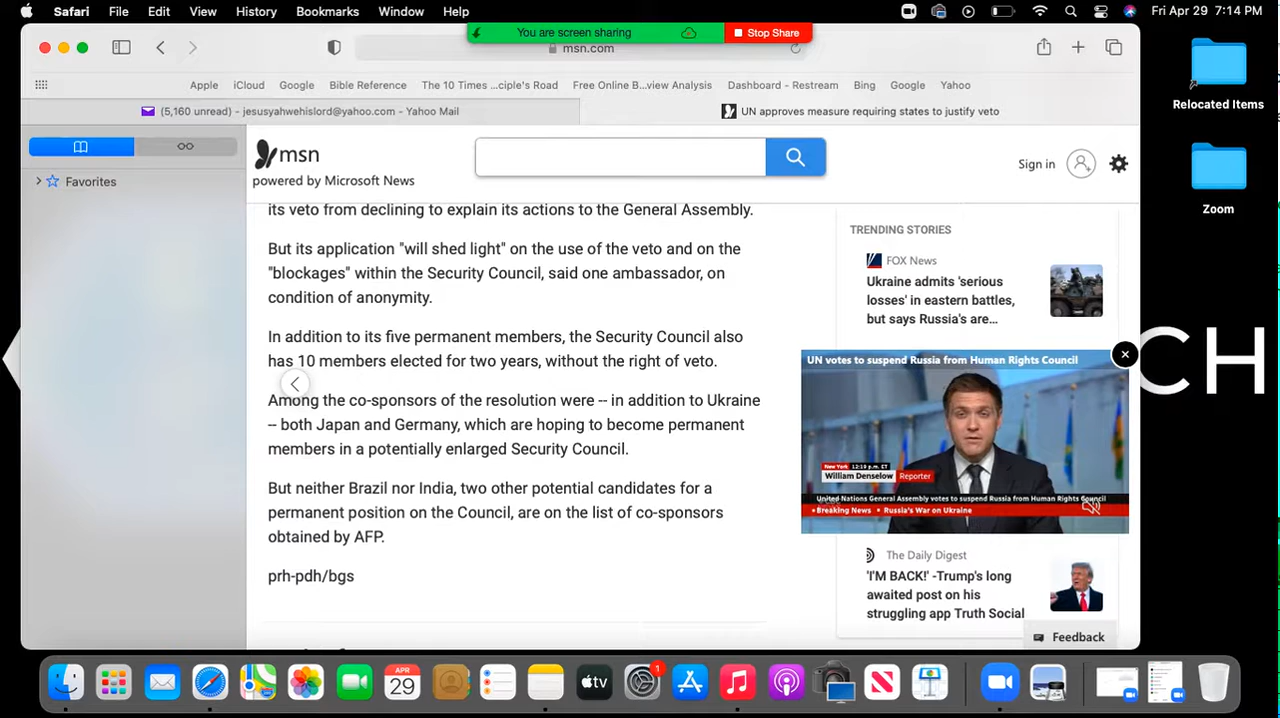 Safari File Edit View History Bookmarks Window Help Fri Apr 29 7:14 PM
You are screen sharing Stop Share
msn.com
Apple iCloud Google Bible Reference The 10 Times ...ciple's Road Free Online B...view Analysis Dashboard - Restream Bing Google Yahoo
(5,160 unread) - jesusyahwehislord@yahoo.com - Yahoo Mail
UN approves measure requiring states to justify veto
Favorites
msn
powered by Microsoft News
Sign in
its veto from declining to explain its actions to the General Assembly.
But its application "will shed light" on the use of the veto and on the
"blockages" within the Security Council, said one ambassador, on
condition of anonymity.
In addition to its five permanent members, the Security Council also
has 10 members elected for two years, without the right of veto.
Among the co-sponsors of the resolution were -- in addition to Ukraine
-- both Japan and Germany, which are hoping to become permanent
members in a potentially enlarged Security Council.
But neither Brazil nor India, two other potential candidates for a
permanent position on the Council, are on the list of co-sponsors
obtained by AFP.
prh-pdh/bgs
TRENDING STORIES
FOX News
Ukraine admits 'serious
losses' in eastern battles,
but says Russia's are...
UN votes to suspend Russia from Human Rights Council
New York 12:19 p.m. ET
William Denselow Reporter
United Nations General Assembly votes to suspend Russia from Human Rights Council
•Breaking News • Russia's War on Ukraine
The Daily Digest
'I'M BACK!' -Trump's long
awaited post on his
struggling app Truth Social
Feedback
Relocated Items
Zoom
CH
APR
29
tv
1